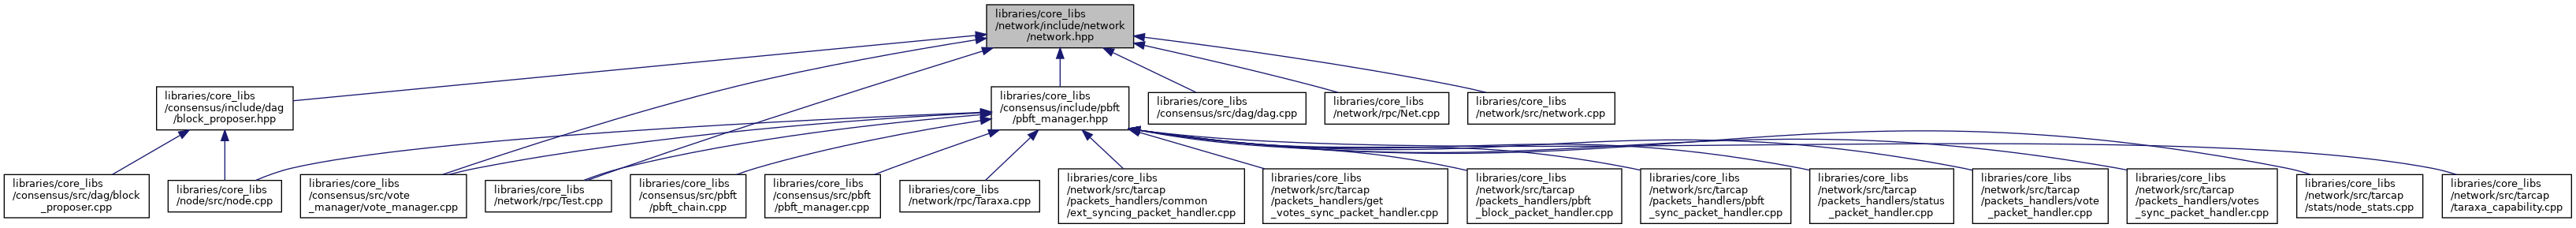 libraries/core_libs
/network/include/network
/network.hpp
libraries/core_libs
/consensus/include/dag
/block_proposer.hpp
libraries/core_libs
/consensus/include/pbft
/pbft_manager.hpp
libraries/core_libs
/consensus/src/dag/dag.cpp
libraries/core_libs
/network/rpc/Net.cpp
libraries/core_libs
/network/src/network.cpp
libraries/core_libs
/consensus/src/dag/block
_proposer.cpp
libraries/core_libs
/node/src/node.cpp
libraries/core_libs
/consensus/src/vote
_manager/vote_manager.cpp
libraries/core_libs
/network/rpc/Test.cpp
libraries/core_libs
/consensus/src/pbft
/pbft_chain.cpp
libraries/core_libs
/consensus/src/pbft
/pbft_manager.cpp
libraries/core_libs
/network/rpc/Taraxa.cpp
libraries/core_libs
/network/src/tarcap
/packets_handlers/common
/ext_syncing_packet_handler.cpp
libraries/core_libs
/network/src/tarcap
/packets_handlers/get
_votes_sync_packet_handler.cpp
libraries/core_libs
/network/src/tarcap
/packets_handlers/pbft
_block_packet_handler.cpp
libraries/core_libs
/network/src/tarcap
/packets_handlers/pbft
_sync_packet_handler.cpp
libraries/core_libs
/network/src/tarcap
/packets_handlers/status
_packet_handler.cpp
libraries/core_libs
/network/src/tarcap
/packets_handlers/vote
_packet_handler.cpp
libraries/core_libs
/network/src/tarcap
/packets_handlers/votes
_sync_packet_handler.cpp
libraries/core_libs
/network/src/tarcap
/stats/node_stats.cpp
libraries/core_libs
/network/src/tarcap
/taraxa_capability.cpp